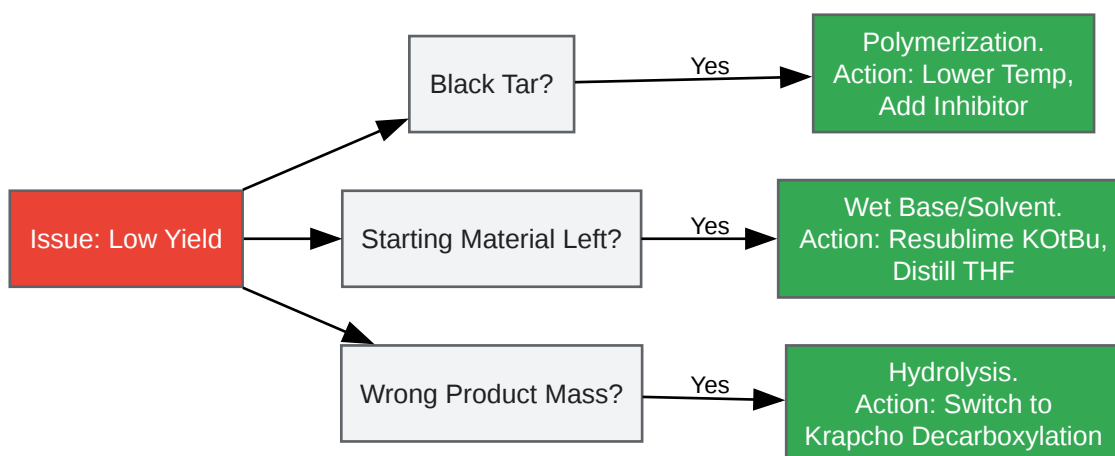 Black Tar?
Yes
Polymerization.
Action: Lower Temp,
Add Inhibitor
Issue: Low Yield
Starting Material Left?
Yes
Wet Base/Solvent.
Action: Resublime KOtBu,
Distill THF
Wrong Product Mass?
Yes
Hydrolysis.
Action: Switch to
Krapcho Decarboxylation